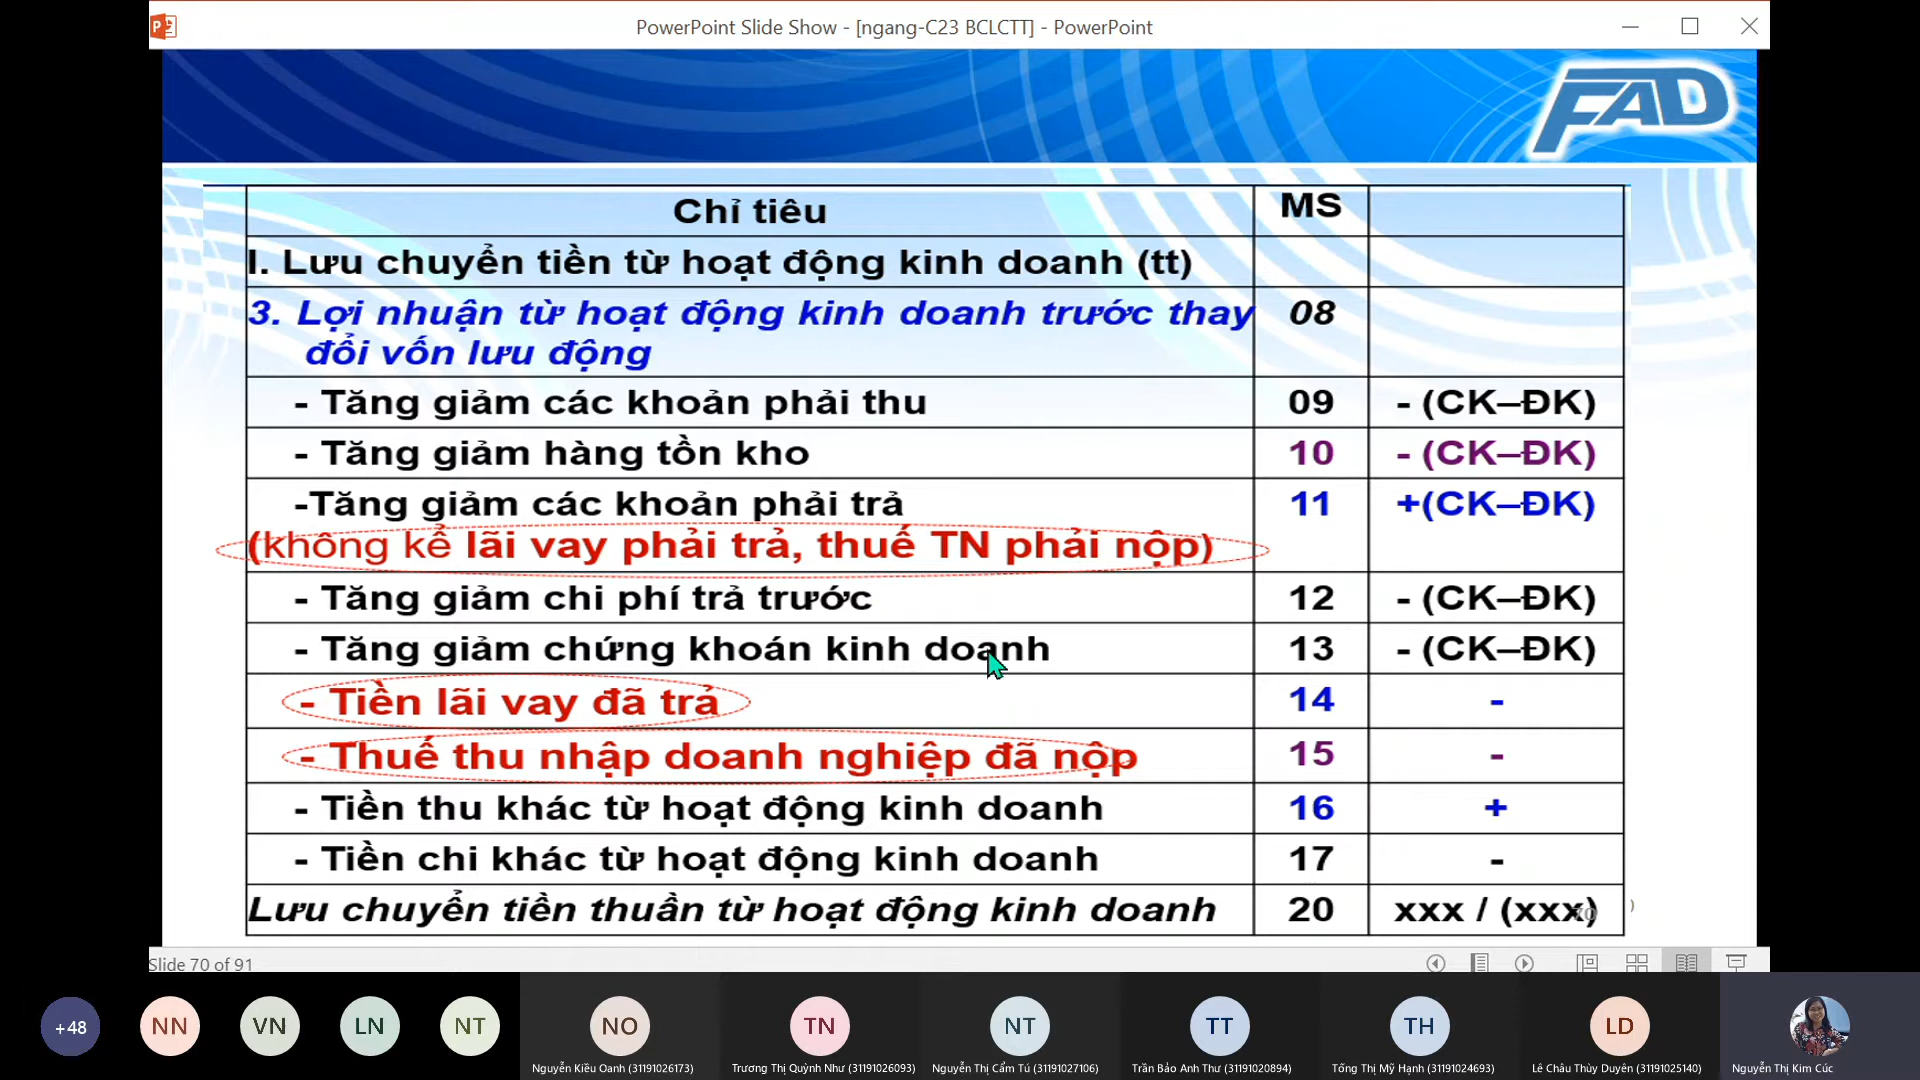 PowerPoint Slide Show - [ngang-C23 BCLCTT] - PowerPoint
FAD
Chỉ tiêu MS
I. Lưu chuyển tiền từ hoạt động kinh doanh (tt)
3. Lợi nhuận từ hoạt động kinh doanh trước thay 08
đổi vốn lưu động
- Tăng giảm các khoản phải thu 09 - (CK–ĐK)
- Tăng giảm hàng tồn kho 10 - (CK–ĐK)
-Tăng giảm các khoản phải trả 11 +(CK–ĐK)
(không kể lãi vay phải trả, thuế TN phải nộp)
- Tăng giảm chi phí trả trước 12 - (CK–ĐK)
- Tăng giảm chứng khoán kinh doanh 13 - (CK–ĐK)
- Tiền lãi vay đã trả 14 -
- Thuế thu nhập doanh nghiệp đã nộp 15 -
- Tiền thu khác từ hoạt động kinh doanh 16 +
- Tiền chi khác từ hoạt động kinh doanh 17 -
Lưu chuyển tiền thuần từ hoạt động kinh doanh 20 xxx / (xxx)
70
Slide 70 of 91
+48 NN VN LN NT NO TN NT TT TH LD
Nguyễn Kiều Oanh (31191026173) Trương Thị Quỳnh Như (31191026093) Nguyễn Thị Cẩm Tú (31191027106) Trần Bảo Anh Thư (31191020894) Tống Thị Mỹ Hạnh (31191024693) Lê Châu Thùy Duyên (31191025140) Nguyễn Thị Kim Cúc